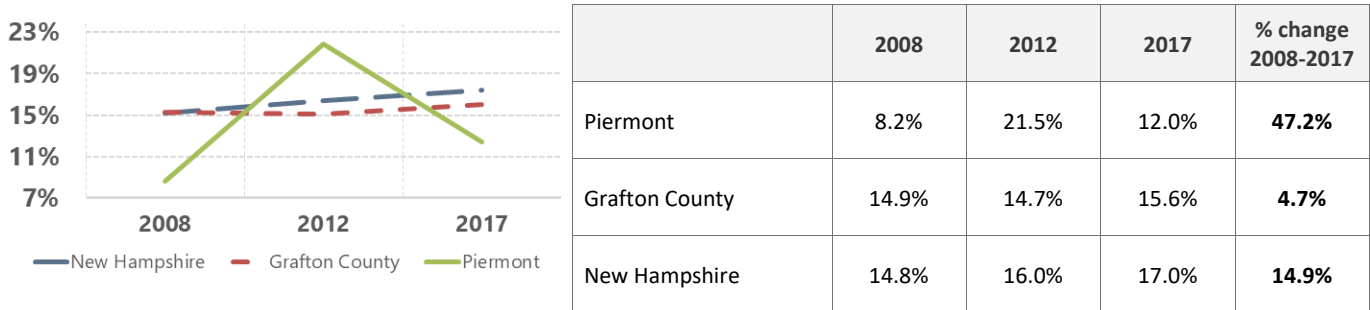 23%
19%
15%
11%
7%
2008 2012 2017
New Hampshire Grafton County Piermont
2008 2012 2017 % change
2008-2017
Piermont 8.2% 21.5% 12.0% 47.2%
Grafton County 14.9% 14.7% 15.6% 4.7%
New Hampshire 14.8% 16.0% 17.0% 14.9%